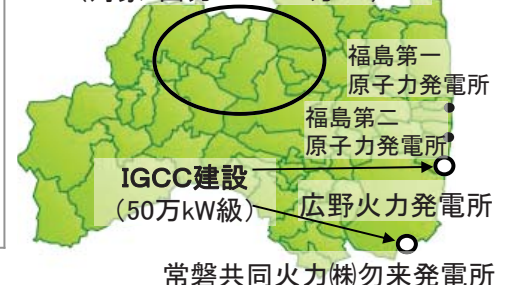 福島第一
原子力発電所
福島第二
原子力発電所
IGCC建設
（50万kW級）
広野火力発電所
常磐共同火力㈱勿来発電所